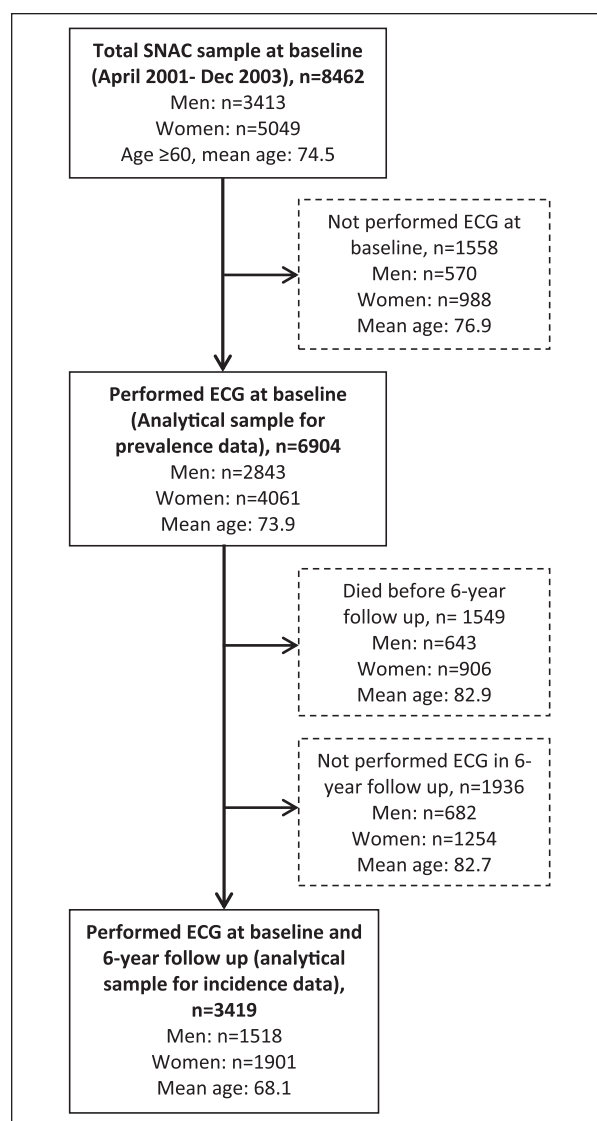 Total SNAC sample at baseline
(April 2001- Dec 2003), n=8462
Men: n=3413
Women: n=5049
Age ≥60, mean age: 74.5
Not performed ECG at
baseline, n=1558
Men: n=570
Women: n=988
Mean age: 76.9
Performed ECG at baseline
(Analytical sample for
prevalence data), n=6904
Men: n=2843
Women: n=4061
Mean age: 73.9
Died before 6-year
follow up, n= 1549
Men: n=643
Women: n=906
Mean age: 82.9
Not performed ECG in 6-
year follow up, n=1936
Men: n=682
Women: n=1254
Mean age: 82.7
Performed ECG at baseline and
6-year follow up (analytical
sample for incidence data),
n=3419
Men: n=1518
Women: n=1901
Mean age: 68.1